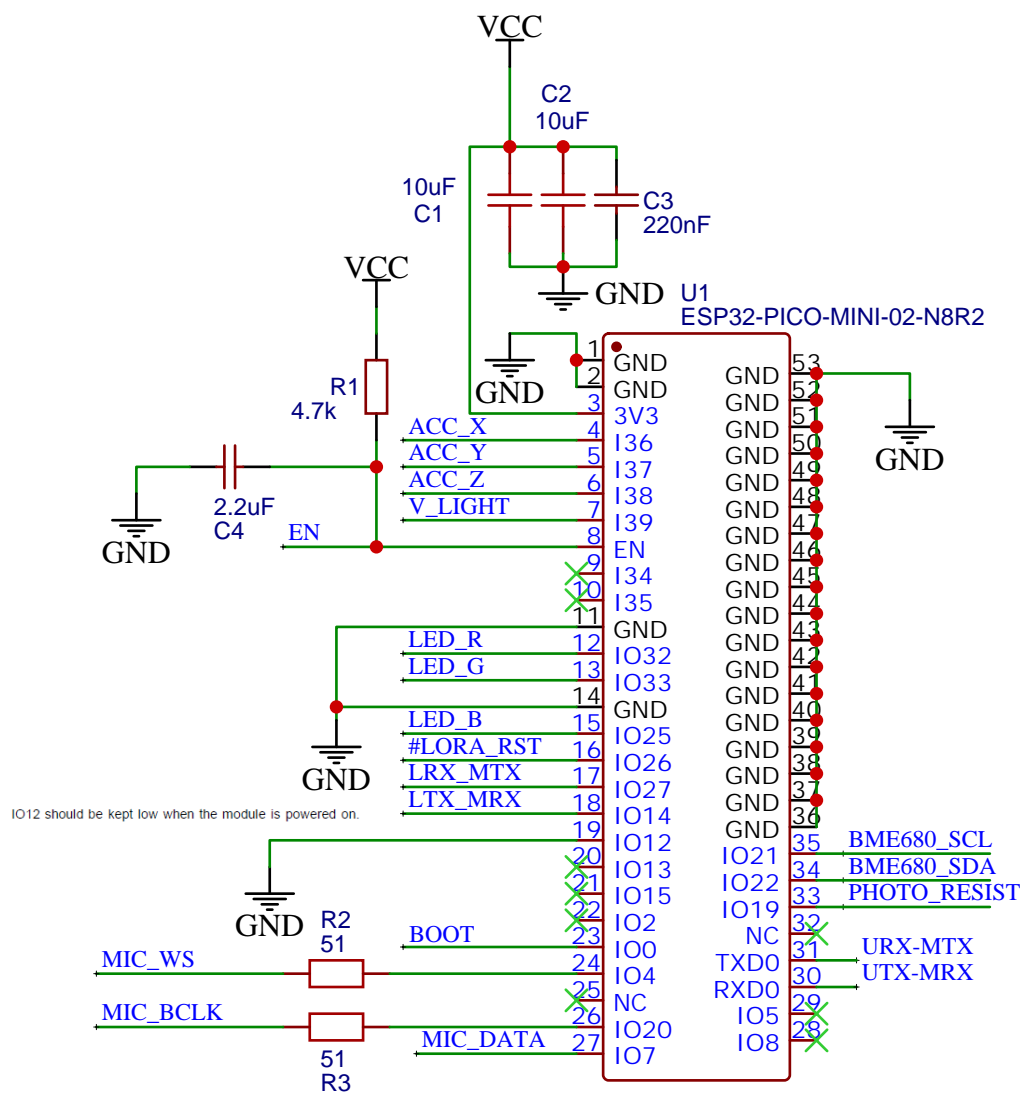 VCC
C2
10uF
10uF
C1
C3
220nF
VCC
GND
U1
ESP32-PICO-MINI-02-N8R2
R1
4.7k
GND
2.2uF
C4
GND
EN
GND
1 GND
2 GND
3 3V3
ACC_X 4 I36
ACC_Y 5 I37
ACC_Z 6 I38
V_LIGHT 7 I39
8 EN
9 I34
10 I35
11 GND
LED_R 12 IO32
LED_G 13 IO33
14 GND
GND
LED_B 15 IO25
#LORA_RST 16 IO26
LRX_MTX 17 IO27
LTX_MRX 18 IO14
IO12 should be kept low when the module is powered on.
19 IO12
GND
20 IO13
21 IO15
22 IO2
BOOT 23 IO0
R2
51
MIC_WS 24 IO4
25 NC
MIC_BCLK 26 IO20
51
R3
MIC_DATA 27 IO7
GND 53
GND 52
GND 51
GND 50
GND 49
GND 48
GND 47
GND 46
GND 45
GND 44
GND 43
GND 42
GND 41
GND 40
GND 39
GND 38
GND 37
GND 36
GND
IO21 35 BME680_SCL
IO22 34 BME680_SDA
IO19 33 PHOTO_RESIST
NC 32
TXD0 31 URX-MTX
RXD0 30 UTX-MRX
IO5 29
IO8 28